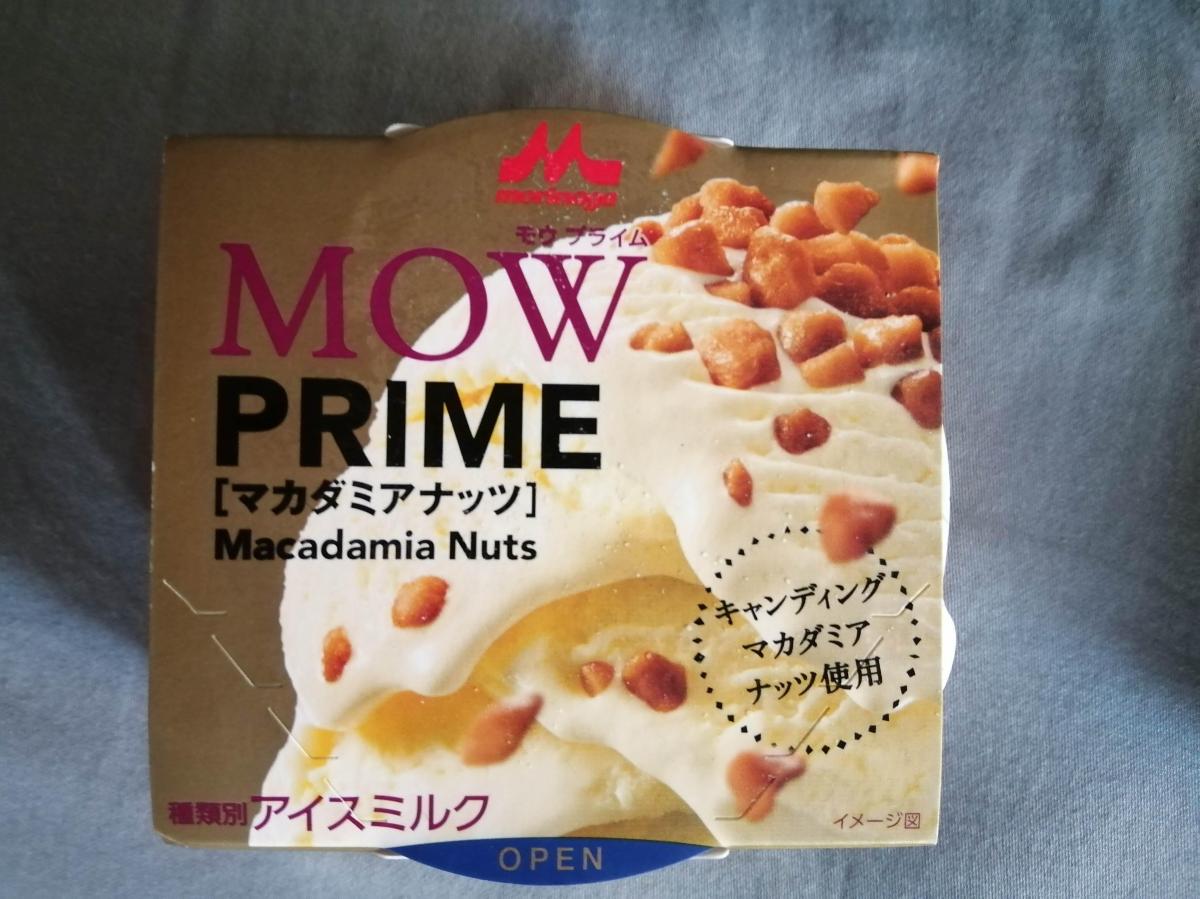 morinaga
モウ プライム
MOW
PRIME
[マカダミアナッツ]
Macadamia Nuts
キャンディング
マカダミア
ナッツ使用
種類別アイスミルク
イメージ図
OPEN